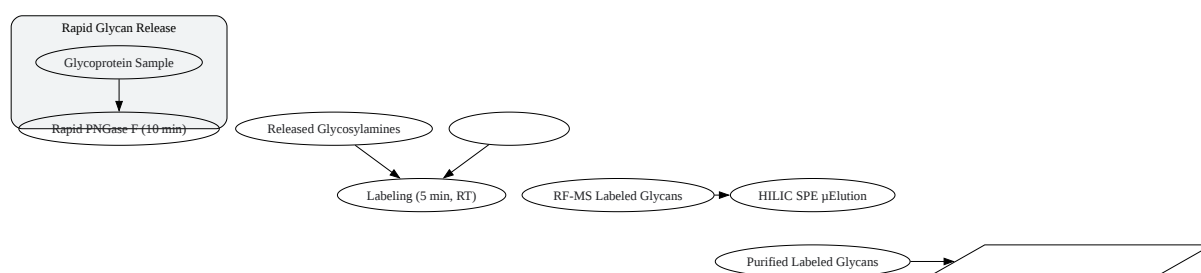 Rapid Glycan Release
Glycoprotein Sample
Rapid PNGase F (10 min)
Released Glycosylamines
Labeling (5 min, RT)
RF-MS Labeled Glycans
HILIC SPE µElution
Purified Labeled Glycans